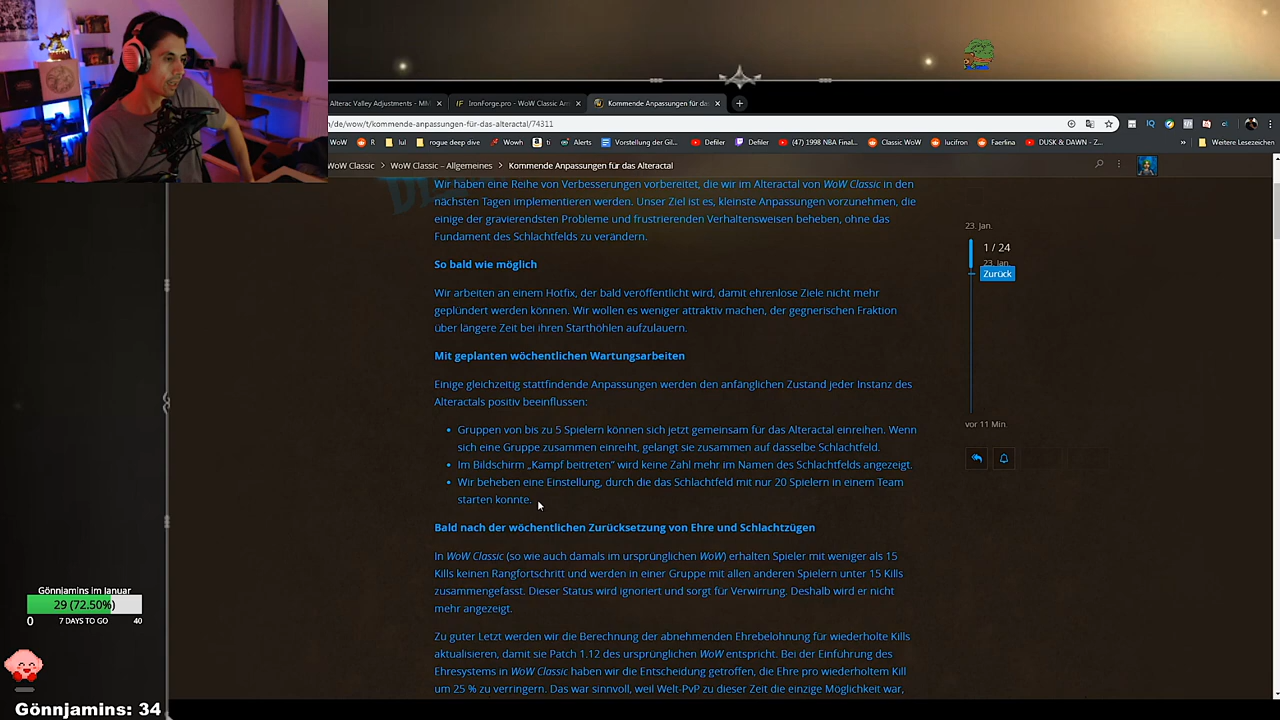 Alterac Valley Adjustments - MM
IronForge.pro - WoW Classic Am
Kommende Anpassungen für das
/de/wow/t/kommende-anpassungen-für-das-alteractal/74311
WoW
R
lul
rogue deep dive
Wowh
ti
Alerts
Vorstellung der Gil...
Defiler
Defiler
(47) 1998 NBA Final...
Classic WoW
lucifron
Faerlina
DUSK & DAWN - Z...
»
Weitere Lesezeichen
WoW Classic > WoW Classic – Allgemeines > Kommende Anpassungen für das Alteractal
Wir haben eine Reihe von Verbesserungen vorbereitet, die wir im Alteractal von WoW Classic in den
nächsten Tagen implementieren werden. Unser Ziel ist es, kleinste Anpassungen vorzunehmen, die
einige der gravierendsten Probleme und frustrierenden Verhaltensweisen beheben, ohne das
Fundament des Schlachtfelds zu verändern.
So bald wie möglich
Wir arbeiten an einem Hotfix, der bald veröffentlicht wird, damit ehrenlose Ziele nicht mehr
geplündert werden können. Wir wollen es weniger attraktiv machen, der gegnerischen Fraktion
über längere Zeit bei ihren Starthöhlen aufzulauern.
Mit geplanten wöchentlichen Wartungsarbeiten
Einige gleichzeitig stattfindende Anpassungen werden den anfänglichen Zustand jeder Instanz des
Alteractals positiv beeinflussen:
• Gruppen von bis zu 5 Spielern können sich jetzt gemeinsam für das Alteractal einreihen. Wenn
sich eine Gruppe zusammen einreiht, gelangt sie zusammen auf dasselbe Schlachtfeld.
• Im Bildschirm „Kampf beitreten" wird keine Zahl mehr im Namen des Schlachtfelds angezeigt.
• Wir beheben eine Einstellung, durch die das Schlachtfeld mit nur 20 Spielern in einem Team
starten konnte.
Bald nach der wöchentlichen Zurücksetzung von Ehre und Schlachtzügen
In WoW Classic (so wie auch damals im ursprünglichen WoW) erhalten Spieler mit weniger als 15
Kills keinen Rangfortschritt und werden in einer Gruppe mit allen anderen Spielern unter 15 Kills
zusammengefasst. Dieser Status wird ignoriert und sorgt für Verwirrung. Deshalb wird er nicht
mehr angezeigt.
Zu guter Letzt werden wir die Berechnung der abnehmenden Ehrebelohnung für wiederholte Kills
aktualisieren, damit sie Patch 1.12 des ursprünglichen WoW entspricht. Bei der Einführung des
Ehresystems in WoW Classic haben wir die Entscheidung getroffen, die Ehre pro wiederholtem Kill
um 25 % zu verringern. Das war sinnvoll, weil Welt-PvP zu dieser Zeit die einzige Möglichkeit war,
23. Jan.
1 / 24
23. Jan.
Zurück
vor 11 Min.
Gönnjamins im Januar
29 (72.50%)
0 7 DAYS TO GO 40
Gönnjamins: 34